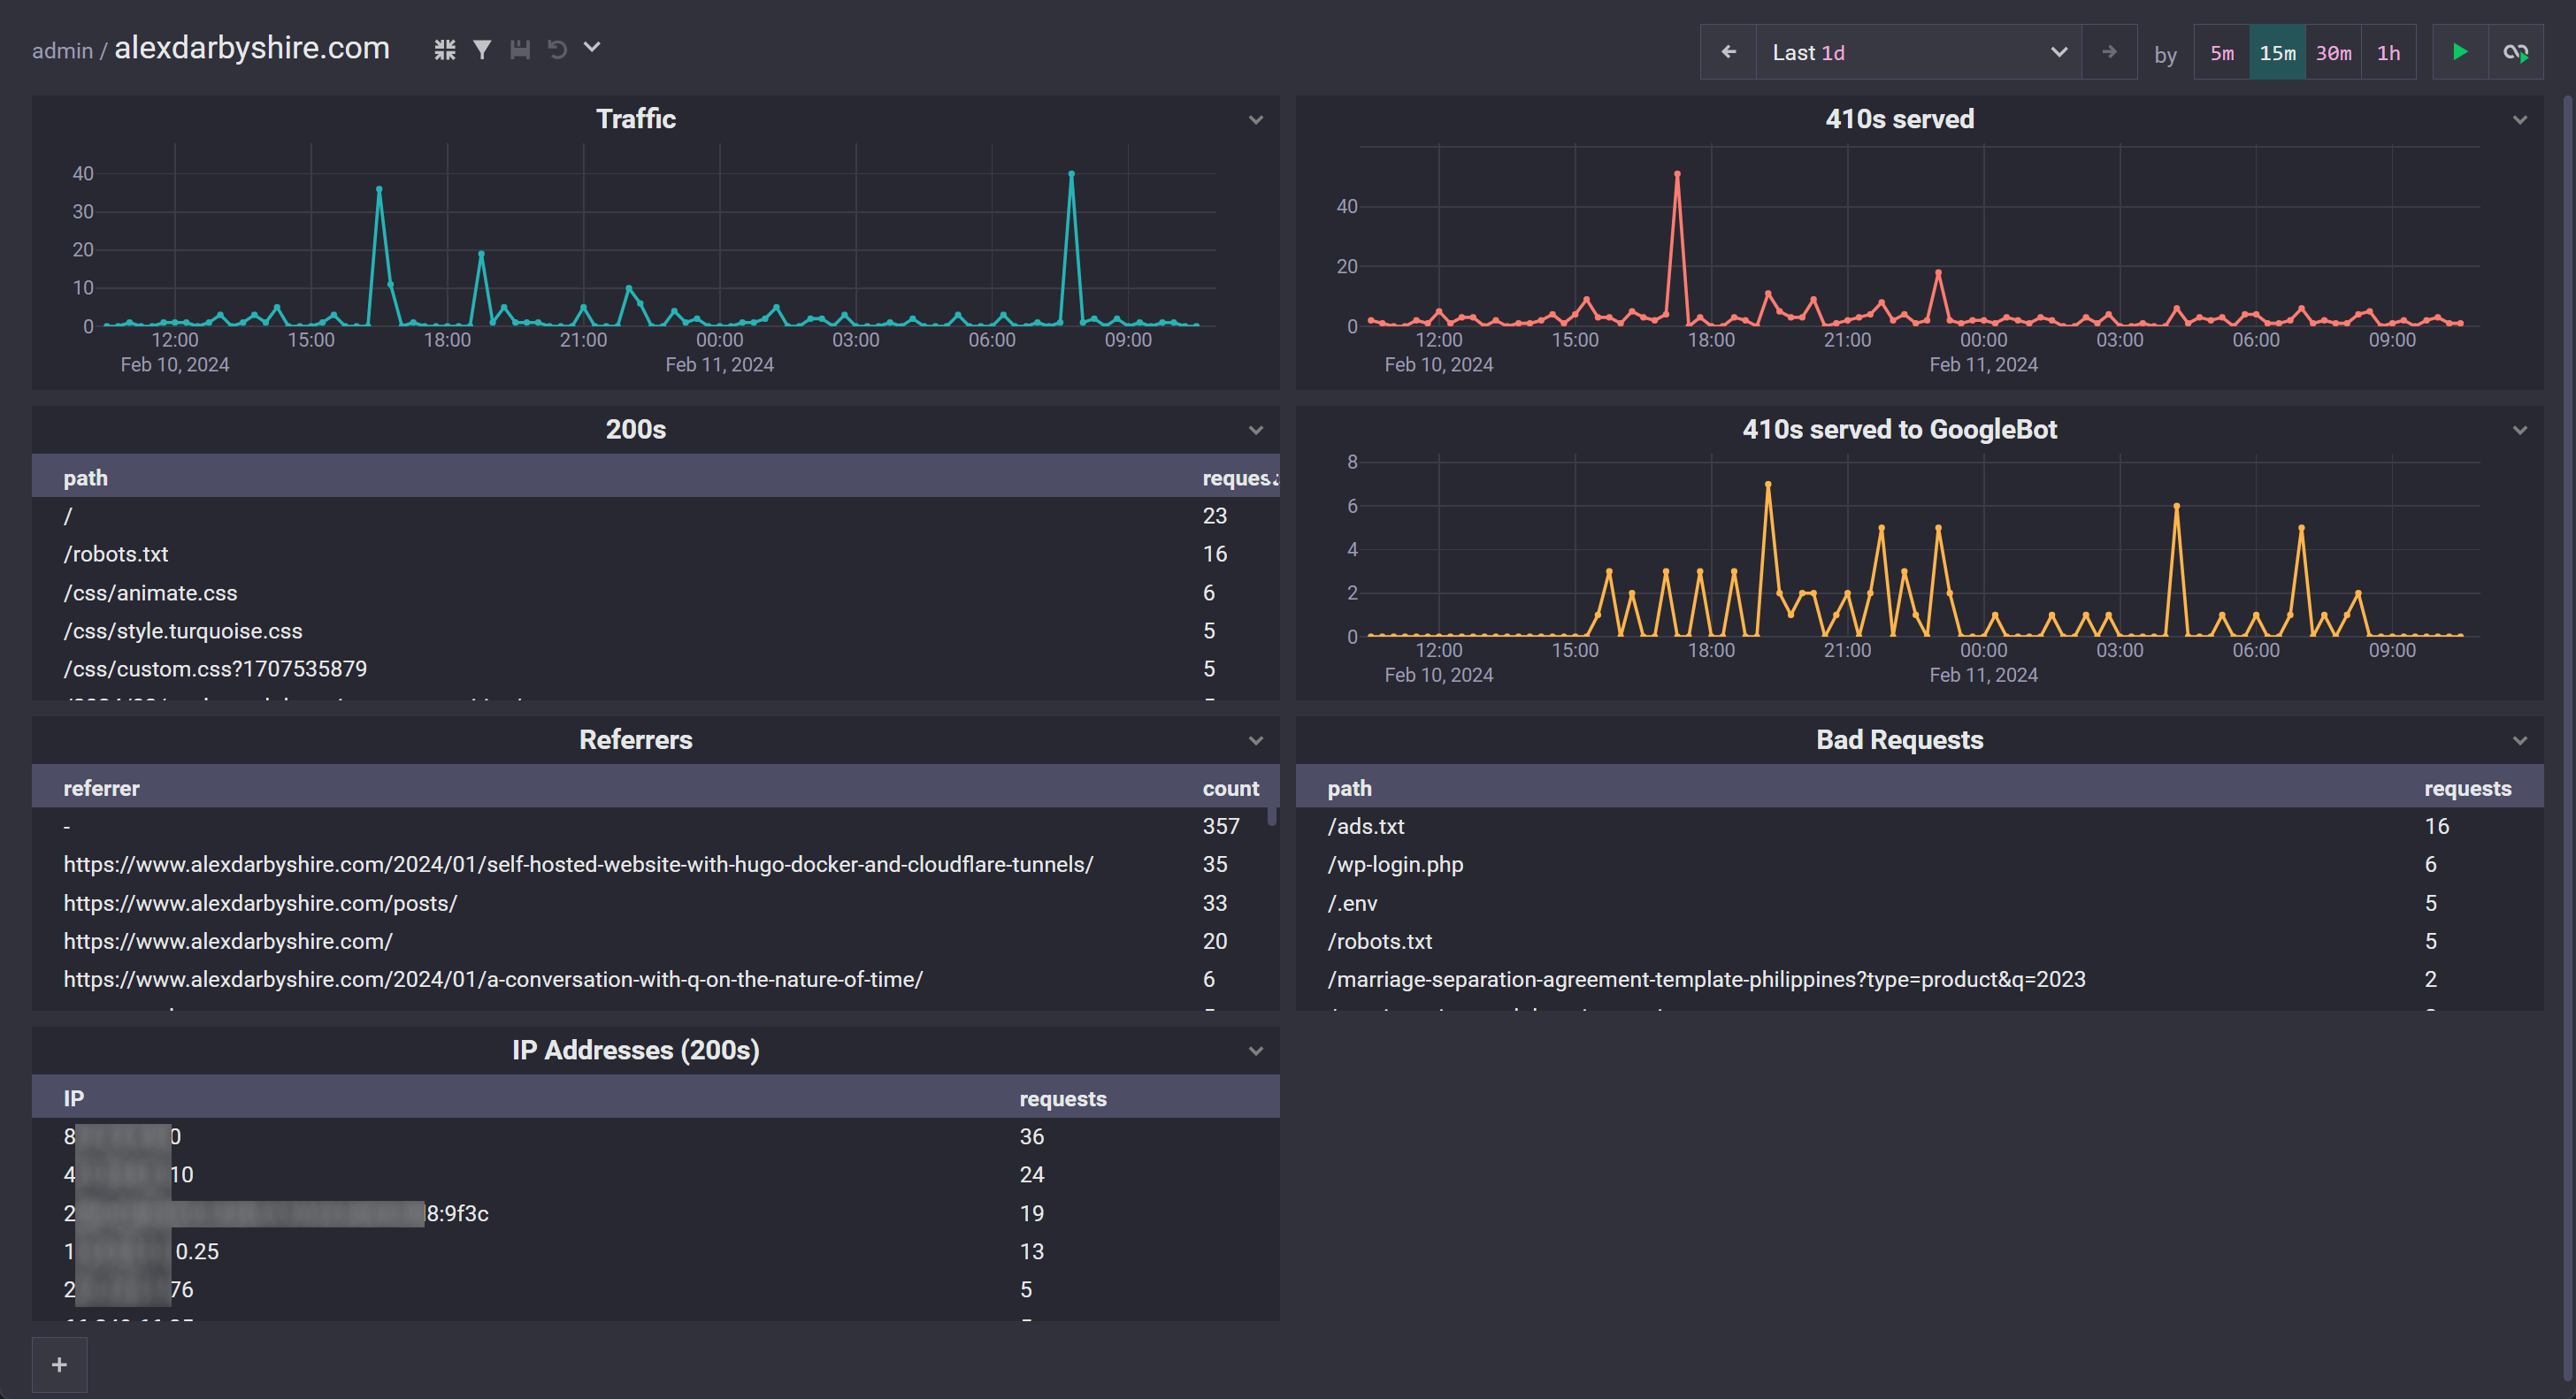 admin / alexdarbyshire.com
Last 1d
by
5m 15m 30m 1h
Traffic
40
30
20
10
0
12:00 15:00 18:00 21:00 00:00 03:00 06:00 09:00
Feb 10, 2024 Feb 11, 2024
410s served
40
20
0
12:00 15:00 18:00 21:00 00:00 03:00 06:00 09:00
Feb 10, 2024 Feb 11, 2024
200s
path
/ 23
/robots.txt 16
/css/animate.css 6
/css/style.turquoise.css 5
/css/custom.css?1707535879 5
410s served to GoogleBot
8
6
4
2
0
12:00 15:00 18:00 21:00 00:00 03:00 06:00 09:00
Feb 10, 2024 Feb 11, 2024
Referrers
referrer count
- 357
https://www.alexdarbyshire.com/2024/01/self-hosted-website-with-hugo-docker-and-cloudflare-tunnels/ 35
https://www.alexdarbyshire.com/posts/ 33
https://www.alexdarbyshire.com/ 20
https://www.alexdarbyshire.com/2024/01/a-conversation-with-q-on-the-nature-of-time/ 6
Bad Requests
path requests
/ads.txt 16
/wp-login.php 6
/.env 5
/robots.txt 5
/marriage-separation-agreement-template-philippines?type=product&q=2023 2
IP Addresses (200s)
IP requests
8 0 36
4 10 24
2 8:9f3c 19
1 0.25 13
2 76 5
+